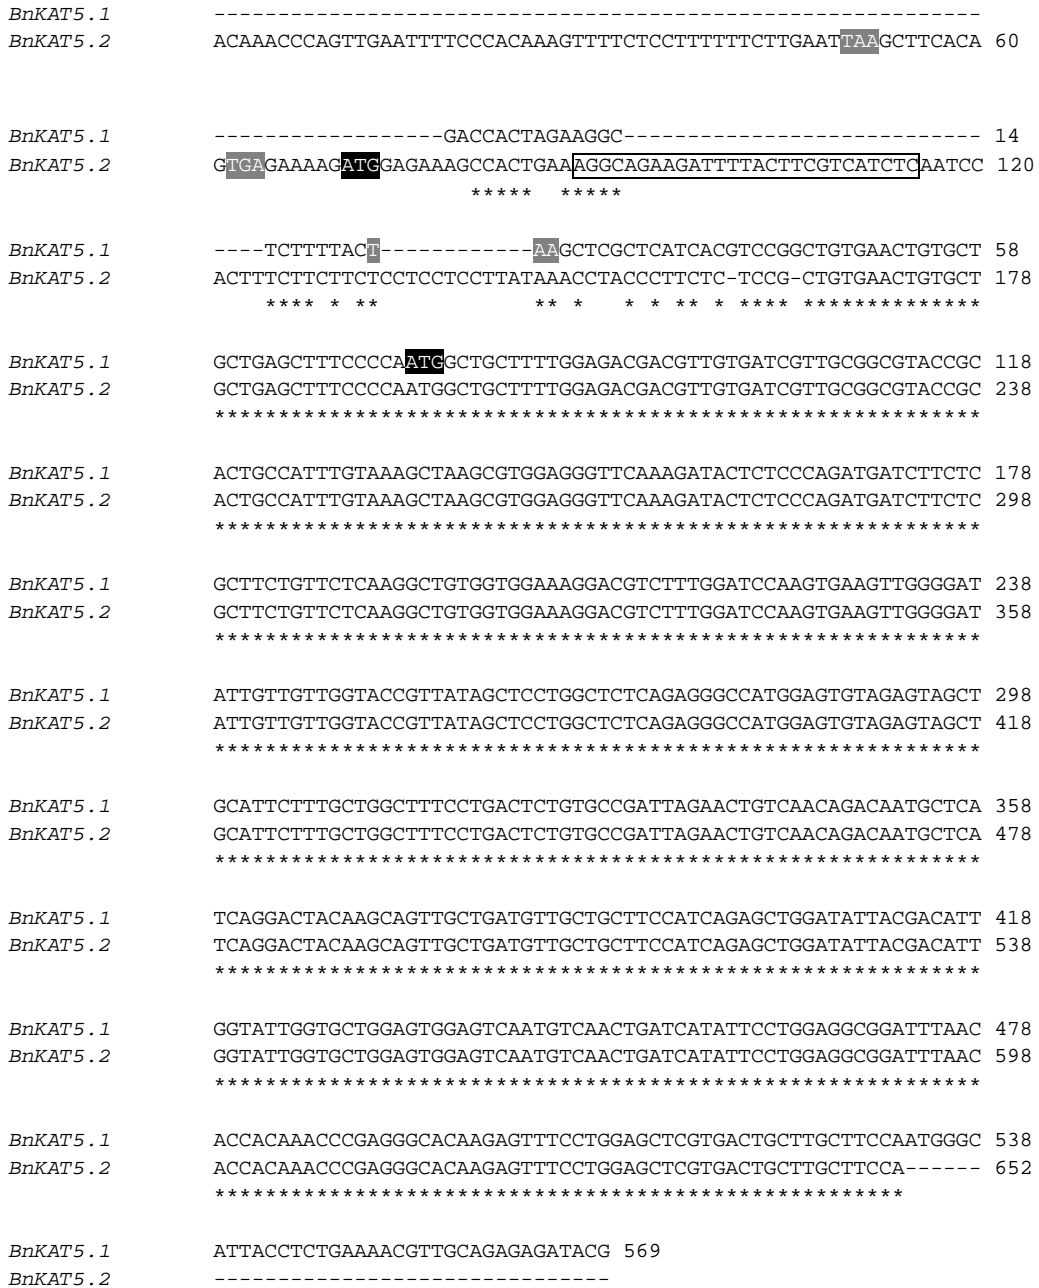 BnKAT5.1 ------------------------------------------------------------
BnKAT5.2 ACAAACCCAGTTGAATTTTCCCACAAAGTTTTCTCCTTTTTTCTTGAATTAAGCTTCACA 60
BnKAT5.1 ------------------GACCACTAGAAGGC---------------------------- 14
BnKAT5.2 GTGAGAAAAGATGGAGAAAGCCACTGAAAGGCAGAAGATTTTACTTCGTCATCTCAATCC 120
***** *****
BnKAT5.1 ----TCTTTTACT------------AAGCTCGCTCATCACGTCCGGCTGTGAACTGTGCT 58
BnKAT5.2 ACTTTCTTCTTCTCCTCCTCCTTATAAACCTACCCTTCTC-TCCG-CTGTGAACTGTGCT 178
**** * ** ** * * * ** * **** **************
BnKAT5.1 GCTGAGCTTTCCCCAATGGCTGCTTTTGGAGACGACGTTGTGATCGTTGCGGCGTACCGC 118
BnKAT5.2 GCTGAGCTTTCCCCAATGGCTGCTTTTGGAGACGACGTTGTGATCGTTGCGGCGTACCGC 238
************************************************************
BnKAT5.1 ACTGCCATTTGTAAAGCTAAGCGTGGAGGGTTCAAAGATACTCTCCCAGATGATCTTCTC 178
BnKAT5.2 ACTGCCATTTGTAAAGCTAAGCGTGGAGGGTTCAAAGATACTCTCCCAGATGATCTTCTC 298
************************************************************
BnKAT5.1 GCTTCTGTTCTCAAGGCTGTGGTGGAAAGGACGTCTTTGGATCCAAGTGAAGTTGGGGAT 238
BnKAT5.2 GCTTCTGTTCTCAAGGCTGTGGTGGAAAGGACGTCTTTGGATCCAAGTGAAGTTGGGGAT 358
************************************************************
BnKAT5.1 ATTGTTGTTGGTACCGTTATAGCTCCTGGCTCTCAGAGGGCCATGGAGTGTAGAGTAGCT 298
BnKAT5.2 ATTGTTGTTGGTACCGTTATAGCTCCTGGCTCTCAGAGGGCCATGGAGTGTAGAGTAGCT 418
************************************************************
BnKAT5.1 GCATTCTTTGCTGGCTTTCCTGACTCTGTGCCGATTAGAACTGTCAACAGACAATGCTCA 358
BnKAT5.2 GCATTCTTTGCTGGCTTTCCTGACTCTGTGCCGATTAGAACTGTCAACAGACAATGCTCA 478
************************************************************
BnKAT5.1 TCAGGACTACAAGCAGTTGCTGATGTTGCTGCTTCCATCAGAGCTGGATATTACGACATT 418
BnKAT5.2 TCAGGACTACAAGCAGTTGCTGATGTTGCTGCTTCCATCAGAGCTGGATATTACGACATT 538
************************************************************
BnKAT5.1 GGTATTGGTGCTGGAGTGGAGTCAATGTCAACTGATCATATTCCTGGAGGCGGATTTAAC 478
BnKAT5.2 GGTATTGGTGCTGGAGTGGAGTCAATGTCAACTGATCATATTCCTGGAGGCGGATTTAAC 598
************************************************************
BnKAT5.1 ACCACAAACCCGAGGGCACAAGAGTTTCCTGGAGCTCGTGACTGCTTGCTTCCAATGGGC 538
BnKAT5.2 ACCACAAACCCGAGGGCACAAGAGTTTCCTGGAGCTCGTGACTGCTTGCTTCCA------ 652
******************************************************
BnKAT5.1 ATTACCTCTGAAAACGTTGCAGAGAGATACG 569
BnKAT5.2 -------------------------------